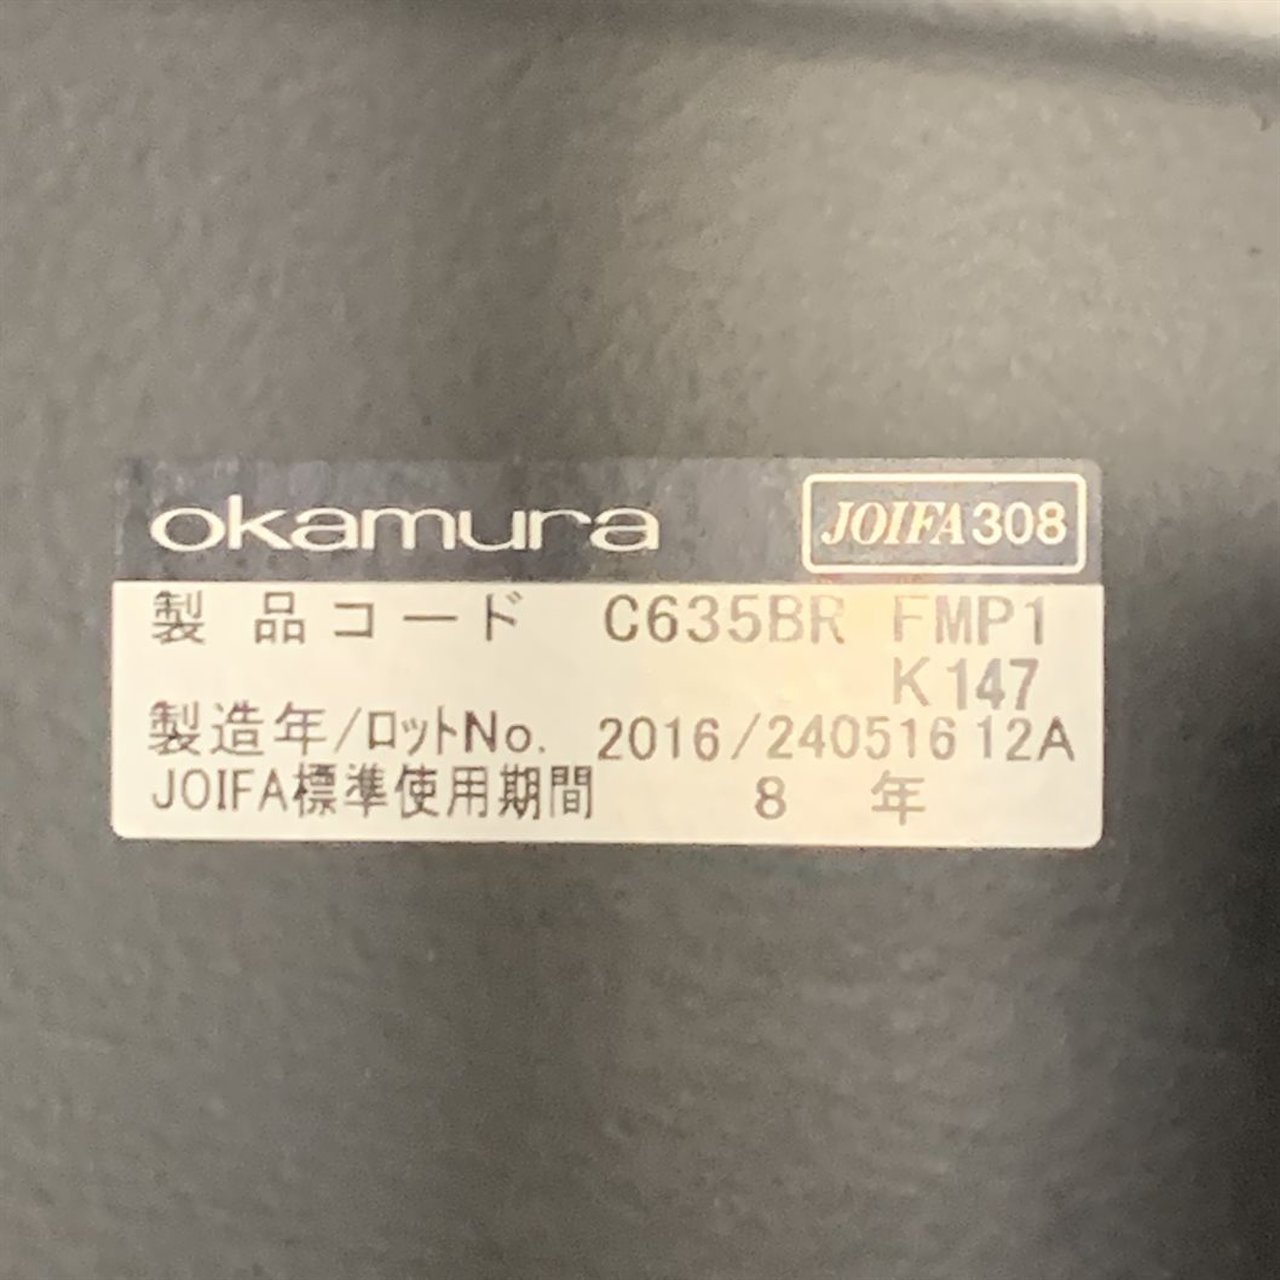 okamura JOIFA308
製品コード C635BR FMP1
K147
製造年/ロットNo. 2016/240516 12A
JOIFA標準使用期間 8 年